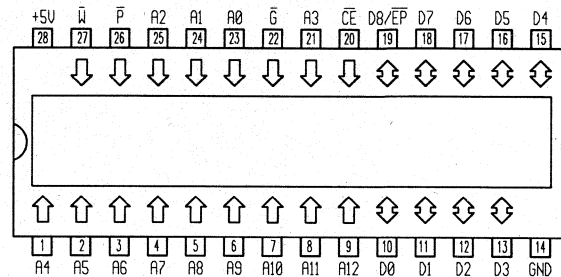 +5V W̅ P̅ A2 A1 A0 G̅ A3 C̅E̅ D8/E̅P̅ D7 D6 D5 D4
28 27 26 25 24 23 22 21 20 19 18 17 16 15
1 2 3 4 5 6 7 8 9 10 11 12 13 14
A4 A5 A6 A7 A8 A9 A10 A11 A12 D0 D1 D2 D3 GND